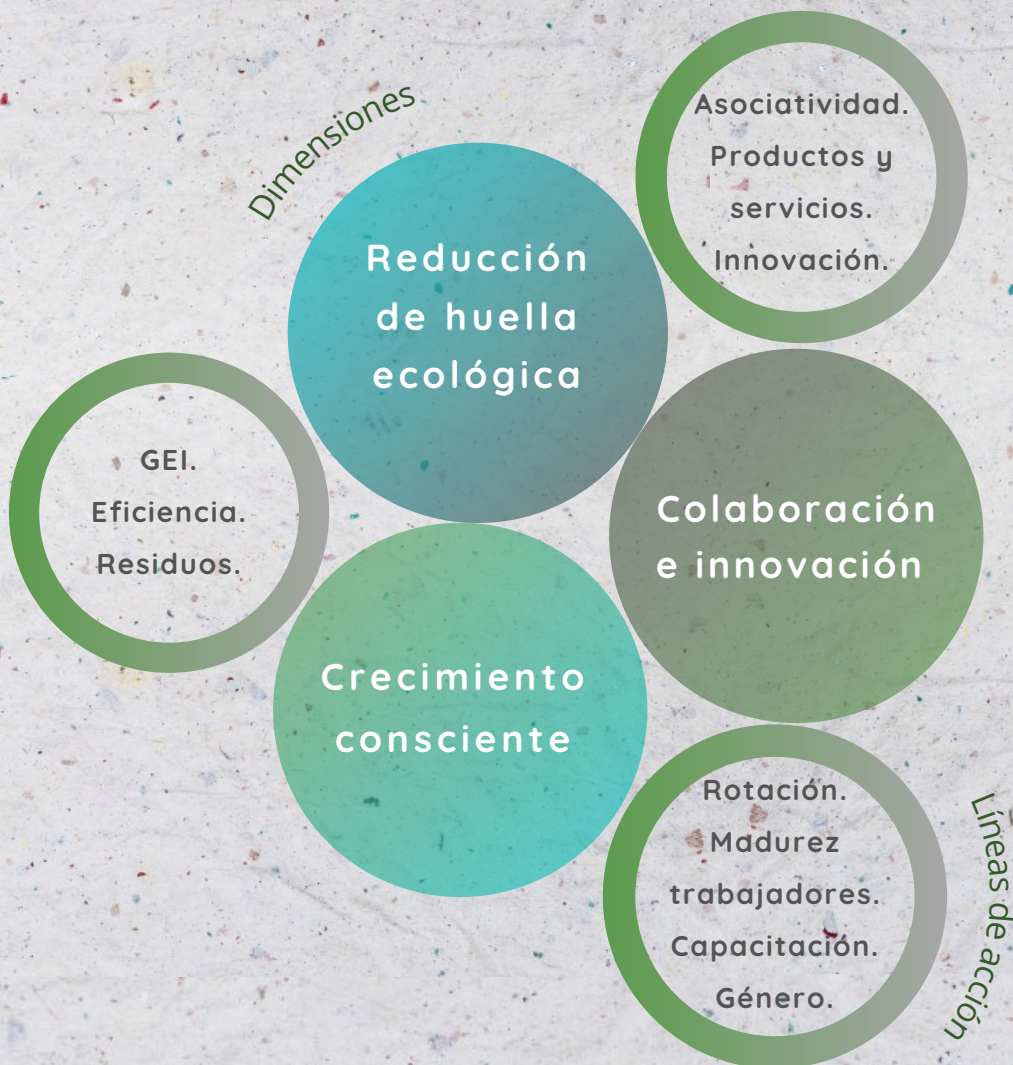 Dimensiones
Reducción
de huella
ecológica
Asociatividad.
Productos y
servicios.
Innovación.
GEI.
Eficiencia.
Residuos.
Colaboración
e innovación
Crecimiento
consciente
Rotación.
Madurez
trabajadores.
Capacitación.
Género.
Líneas de acción